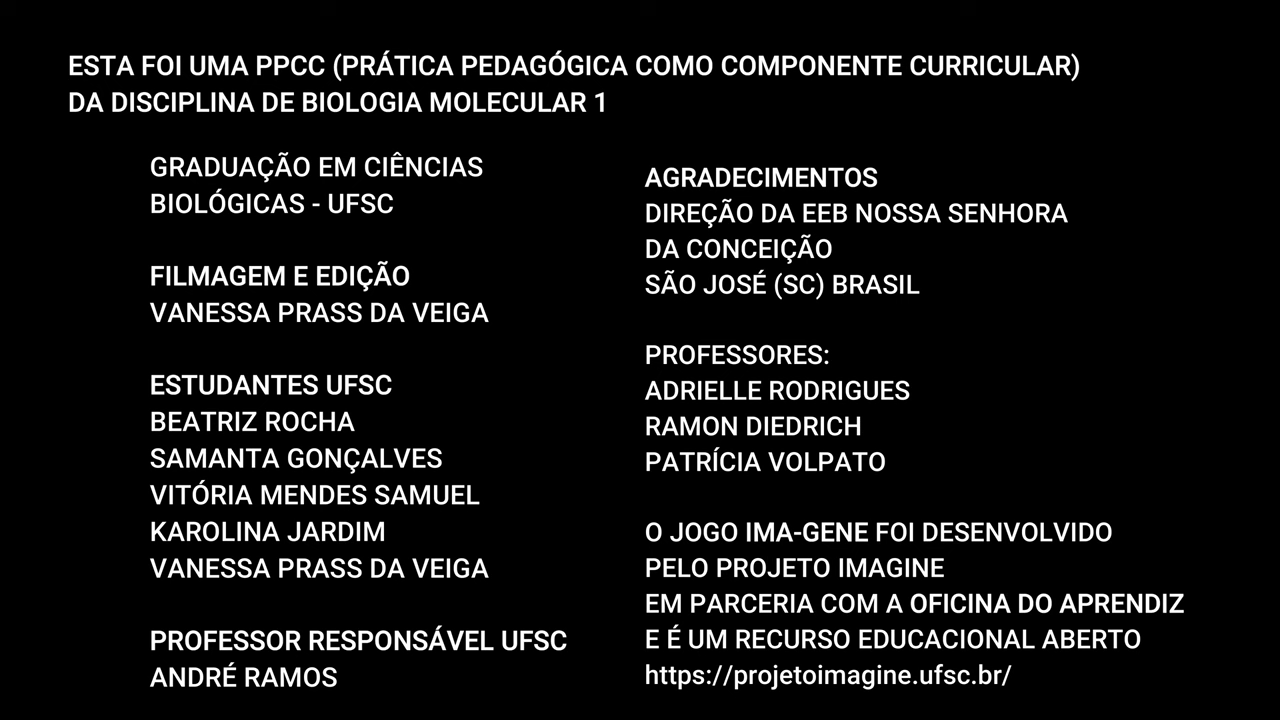 ESTA FOI UMA PPCC (PRÁTICA PEDAGÓGICA COMO COMPONENTE CURRICULAR)
DA DISCIPLINA DE BIOLOGIA MOLECULAR 1
GRADUAÇÃO EM CIÊNCIAS
BIOLÓGICAS - UFSC
FILMAGEM E EDIÇÃO
VANESSA PRASS DA VEIGA
ESTUDANTES UFSC
BEATRIZ ROCHA
SAMANTA GONÇALVES
VITÓRIA MENDES SAMUEL
KAROLINA JARDIM
VANESSA PRASS DA VEIGA
PROFESSOR RESPONSÁVEL UFSC
ANDRÉ RAMOS
AGRADECIMENTOS
DIREÇÃO DA EEB NOSSA SENHORA
DA CONCEIÇÃO
SÃO JOSÉ (SC) BRASIL
PROFESSORES:
ADRIELLE RODRIGUES
RAMON DIEDRICH
PATRÍCIA VOLPATO
O JOGO IMA-GENE FOI DESENVOLVIDO
PELO PROJETO IMAGINE
EM PARCERIA COM A OFICINA DO APRENDIZ
E É UM RECURSO EDUCACIONAL ABERTO
https://projetoimagine.ufsc.br/